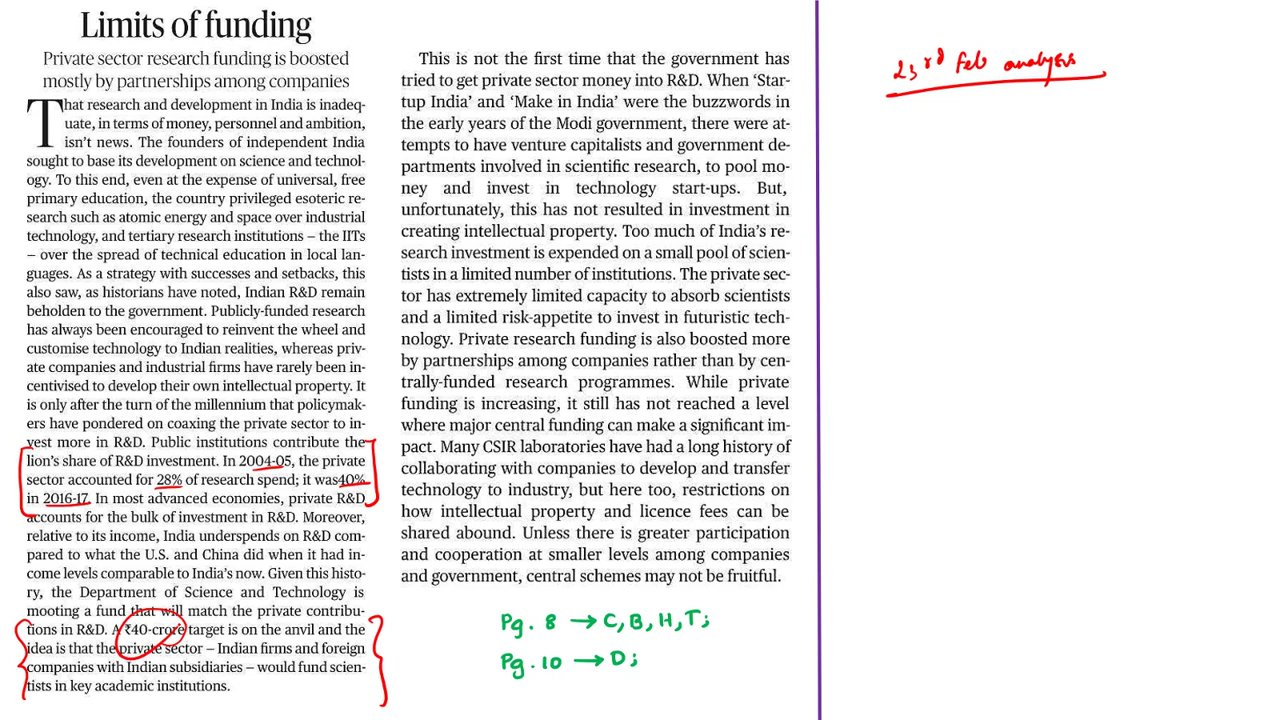 Limits of funding
Private sector research funding is boosted
mostly by partnerships among companies
That research and development in India is inadeq-
uate, in terms of money, personnel and ambition,
isn't news. The founders of independent India
sought to base its development on science and technol-
ogy. To this end, even at the expense of universal, free
primary education, the country privileged esoteric re-
search such as atomic energy and space over industrial
technology, and tertiary research institutions – the IITs
– over the spread of technical education in local lan-
guages. As a strategy with successes and setbacks, this
also saw, as historians have noted, Indian R&D remain
beholden to the government. Publicly-funded research
has always been encouraged to reinvent the wheel and
customise technology to Indian realities, whereas priv-
ate companies and industrial firms have rarely been in-
centivised to develop their own intellectual property. It
is only after the turn of the millennium that policymak-
ers have pondered on coaxing the private sector to in-
vest more in R&D. Public institutions contribute the
lion's share of R&D investment. In 2004-05, the private
sector accounted for 28% of research spend; it was 40%
in 2016-17. In most advanced economies, private R&D
accounts for the bulk of investment in R&D. Moreover,
relative to its income, India underspends on R&D com-
pared to what the U.S. and China did when it had in-
come levels comparable to India's now. Given this histo-
ry, the Department of Science and Technology is
mooting a fund that will match the private contribu-
tions in R&D. A ₹40-crore target is on the anvil and the
idea is that the private sector – Indian firms and foreign
companies with Indian subsidiaries – would fund scien-
tists in key academic institutions.
This is not the first time that the government has
tried to get private sector money into R&D. When 'Star-
tup India' and 'Make in India' were the buzzwords in
the early years of the Modi government, there were at-
tempts to have venture capitalists and government de-
partments involved in scientific research, to pool mo-
ney and invest in technology start-ups. But,
unfortunately, this has not resulted in investment in
creating intellectual property. Too much of India's re-
search investment is expended on a small pool of scien-
tists in a limited number of institutions. The private sec-
tor has extremely limited capacity to absorb scientists
and a limited risk-appetite to invest in futuristic tech-
nology. Private research funding is also boosted more
by partnerships among companies rather than by cen-
trally-funded research programmes. While private
funding is increasing, it still has not reached a level
where major central funding can make a significant im-
pact. Many CSIR laboratories have had a long history of
collaborating with companies to develop and transfer
technology to industry, but here too, restrictions on
how intellectual property and licence fees can be
shared abound. Unless there is greater participation
and cooperation at smaller levels among companies
and government, central schemes may not be fruitful.
Pg. 8 → C, B, H, T;
Pg. 10 → D;
23rd Feb analysis